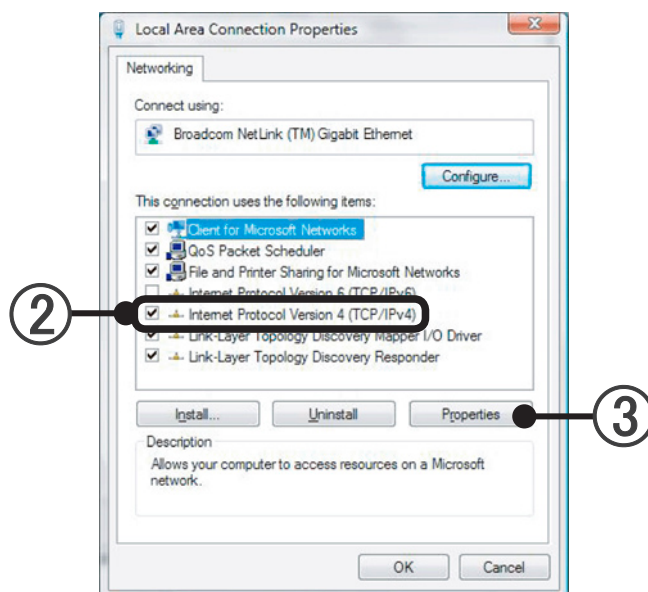 Local Area Connection Properties
Networking
Connect using:
Broadcom NetLink (TM) Gigabit Ethernet
Configure...
This connection uses the following items:
Client for Microsoft Networks
QoS Packet Scheduler
File and Printer Sharing for Microsoft Networks
Internet Protocol Version 6 (TCP/IPv6)
② Internet Protocol Version 4 (TCP/IPv4)
Link-Layer Topology Discovery Mapper I/O Driver
Link-Layer Topology Discovery Responder
Install... Uninstall Properties ③
Description
Allows your computer to access resources on a Microsoft
network.
OK Cancel